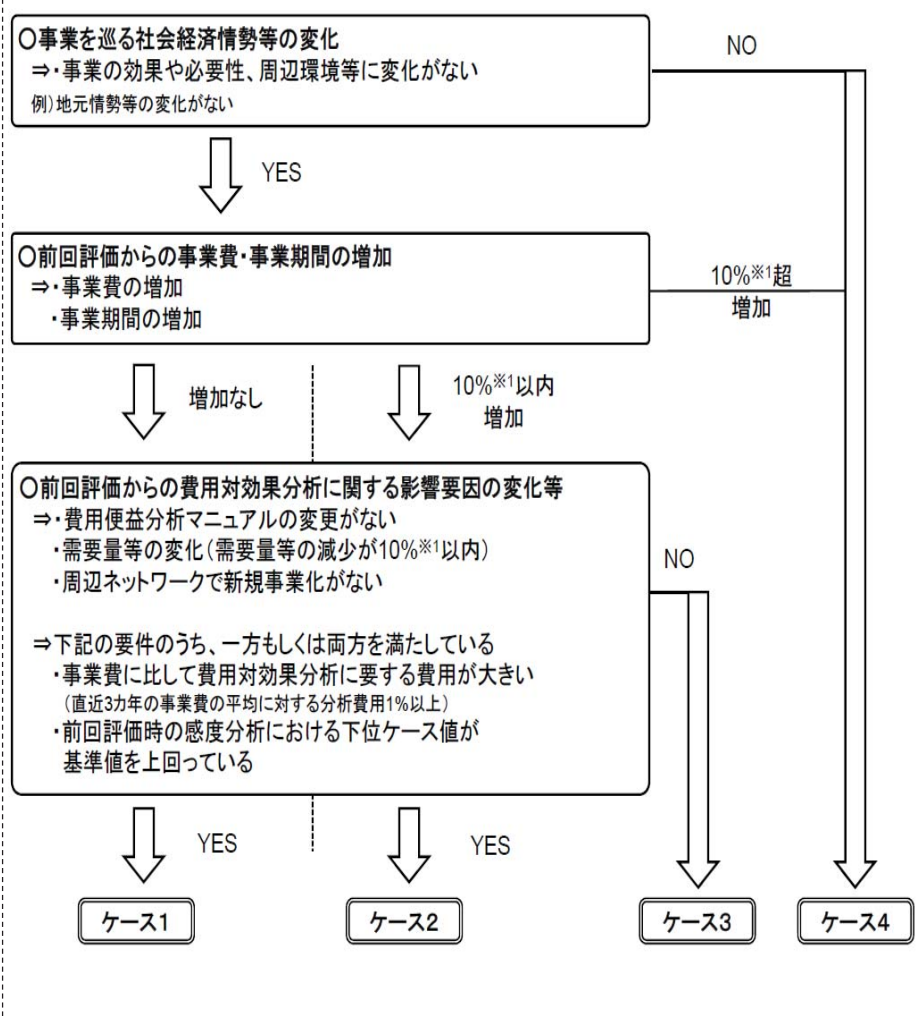 〇事業を巡る社会経済情勢等の変化
⇒・事業の効果や必要性、周辺環境等に変化がない
例)地元情勢等の変化がない
NO
YES
〇前回評価からの事業費・事業期間の増加
⇒・事業費の増加
・事業期間の増加
10%※1超
増加
増加なし
10%※1以内
増加
〇前回評価からの費用対効果分析に関する影響要因の変化等
⇒・費用便益分析マニュアルの変更がない
・需要量等の変化(需要量等の減少が10%※1以内)
・周辺ネットワークで新規事業化がない
NO
⇒下記の要件のうち、一方もしくは両方を満たしている
・事業費に比して費用対効果分析に要する費用が大きい
(直近3カ年の事業費の平均に対する分析費用1%以上)
・前回評価時の感度分析における下位ケース値が
基準値を上回っている
YES
YES
ケース1
ケース2
ケース3
ケース4